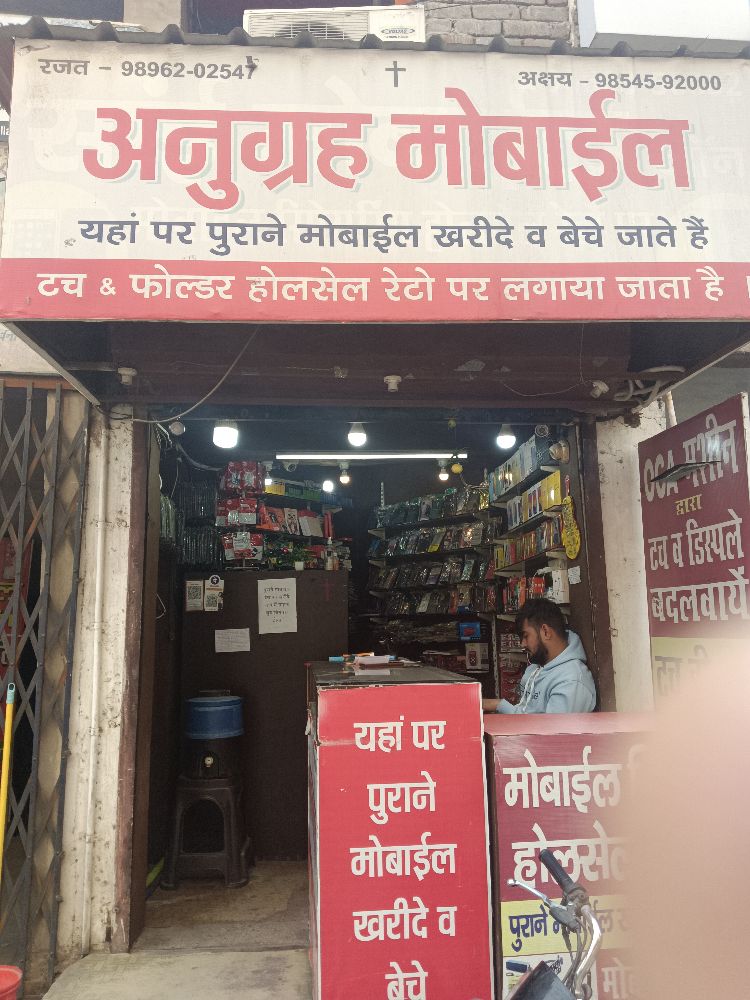 रजत - 98962-02547
अक्षय - 98545-92000
अनुग्रह मोबाईल
यहां पर पुराने मोबाईल खरीदे व बेचे जाते हैं
टच & फोल्डर होलसेल रेटो पर लगाया जाता है ।
OCA मशीन
द्वारा
टच व डिस्पले
बदलवायें
यहां पर
पुराने
मोबाईल
खरीदे व
बेचे
मोबाईल
होलसेल
पुराने